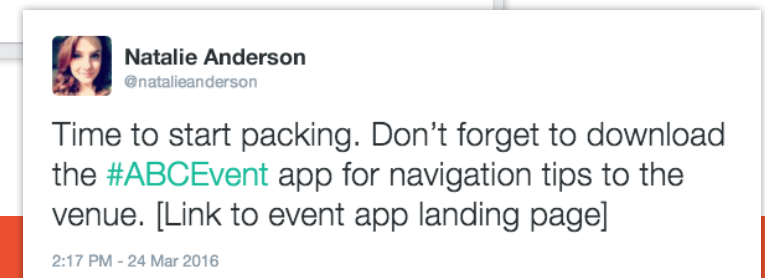 Natalie Anderson
@natalieanderson
Time to start packing. Don’t forget to download
the #ABCEvent app for navigation tips to the
venue. [Link to event app landing page]
2:17 PM - 24 Mar 2016